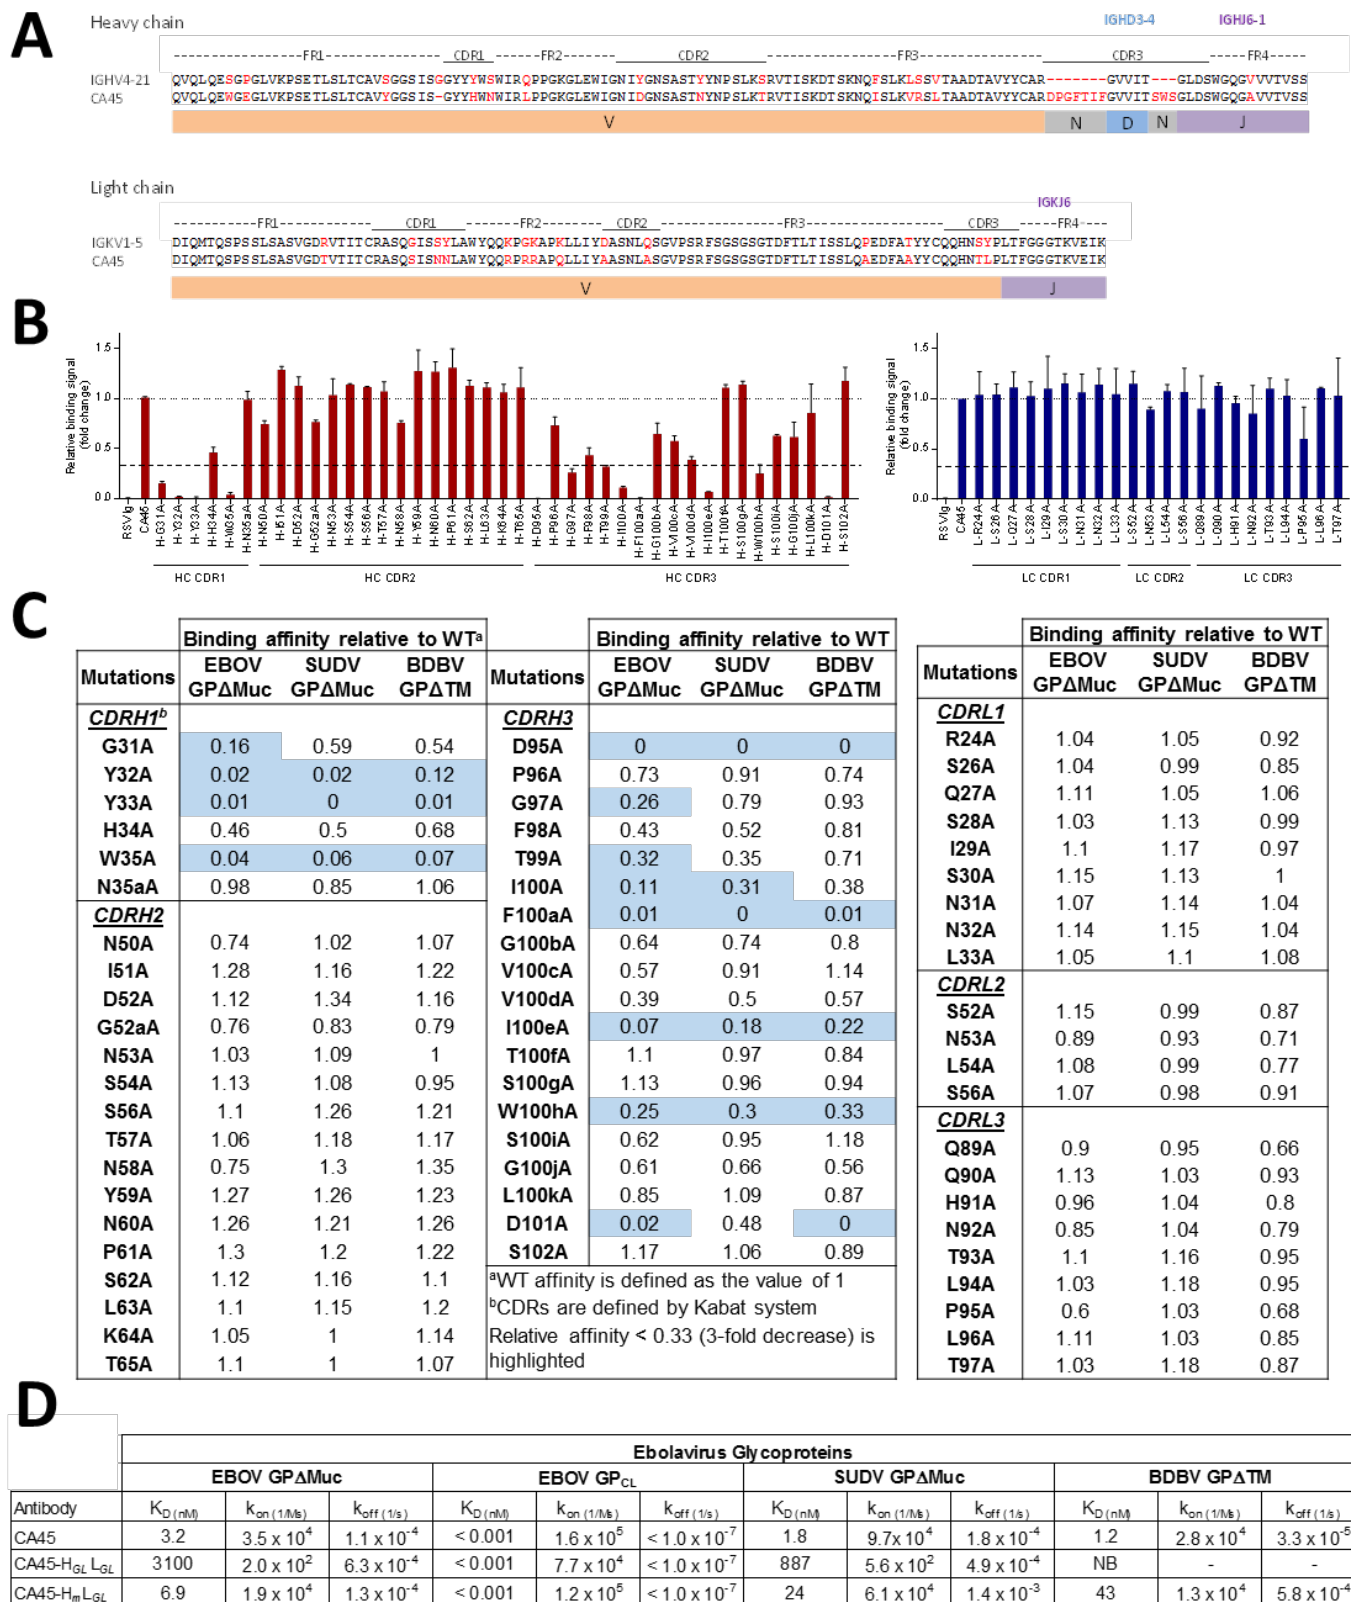 A
Heavy chain
IGHD3-4 IGHJ6-1
FR1 CDR1 FR2 CDR2 FR3 CDR3 FR4
IGHV4-21 QVQLQESGPGLVKPSETLSLTCAVSGGSISGYYYWSWIRQPPGKGLEWIGNIYGNSASTYYNPSLKSRVTISKDTSKNQFSLKLSSVTAADTAVYYCAR-------GVVIT---GLDSWGQGVVVTVSS
CA45 QVQLQEWGEGLVKPSETLSLTCAVYGGSIS-GYYHWNWIRLPPGKGLEWIGNIDGNSASTNYNPSLKTRVTISKDTSKNQISLKVRSLTAADTAVYYCARDPGFTIFGVVITSWSGLDSWGQGAVVTVSS
V N D N J
Light chain
IGKJ6
FR1 CDR1 FR2 CDR2 FR3 CDR3 FR4
IGKV1-5 DIQMTQSPSSLSASVGDRVTITCRASQGISSYLAWYQQKPGKAPKLLIYDASNLQSGVPSRFSGSGSGTDFTLTISSLQPEDFATYYCQQHNSYPLTFGGGTKVEIK
CA45 DIQMTQSPSSLSASVGDTVTITCRASQSISNNLAWYQQRPRRAPQLLIYAASNLASGVPSRFSGSGSGTDFTLTISSLQAEDFAAYYCQQHNTLPLTFGGGTKVEIK
V J
B
Relative binding signal
(fold change)
1.5
1.0
0.5
0.0
RSVIg CA45 H-G31A H-Y32A H-Y33A H-H34A H-W35A H-N35aA H-N50A H-I51A H-D52A H-G52aA H-N53A H-S54A H-S56A H-T57A H-N58A H-Y59A H-N60A H-P61A H-S62A H-L63A H-K64A H-T65A H-D95A H-P96A H-G97A H-F98A H-T99A H-I100A H-F100aA H-G100bA H-V100cA H-V100dA H-I100eA H-T100fA H-S100gA H-W100hA H-S100iA H-G100jA H-L100kA H-D101A H-S102A
HC CDR1 HC CDR2 HC CDR3
Relative binding signal
(fold change)
1.5
1.0
0.5
0.0
RSVIg CA45 L-R24A L-S26A L-Q27A L-S28A L-I29A L-S30A L-N31A L-N32A L-L33A L-S52A L-N53A L-L54A L-S56A L-Q89A L-Q90A L-H91A L-N92A L-T93A L-L94A L-P95A L-L96A L-T97A
LC CDR1 LC CDR2 LC CDR3
C
Binding affinity relative to WTa
Mutations EBOV GPΔMuc SUDV GPΔMuc BDBV GPΔTM
CDRH1b
G31A 0.16 0.59 0.54
Y32A 0.02 0.02 0.12
Y33A 0.01 0 0.01
H34A 0.46 0.5 0.68
W35A 0.04 0.06 0.07
N35aA 0.98 0.85 1.06
CDRH2
N50A 0.74 1.02 1.07
I51A 1.28 1.16 1.22
D52A 1.12 1.34 1.16
G52aA 0.76 0.83 0.79
N53A 1.03 1.09 1
S54A 1.13 1.08 0.95
S56A 1.1 1.26 1.21
T57A 1.06 1.18 1.17
N58A 0.75 1.3 1.35
Y59A 1.27 1.26 1.23
N60A 1.26 1.21 1.26
P61A 1.3 1.2 1.22
S62A 1.12 1.16 1.1
L63A 1.1 1.15 1.2
K64A 1.05 1 1.14
T65A 1.1 1 1.07
Binding affinity relative to WT
Mutations EBOV GPΔMuc SUDV GPΔMuc BDBV GPΔTM
CDRH3
D95A 0 0 0
P96A 0.73 0.91 0.74
G97A 0.26 0.79 0.93
F98A 0.43 0.52 0.81
T99A 0.32 0.35 0.71
I100A 0.11 0.31 0.38
F100aA 0.01 0 0.01
G100bA 0.64 0.74 0.8
V100cA 0.57 0.91 1.14
V100dA 0.39 0.5 0.57
I100eA 0.07 0.18 0.22
T100fA 1.1 0.97 0.84
S100gA 1.13 0.96 0.94
W100hA 0.25 0.3 0.33
S100iA 0.62 0.95 1.18
G100jA 0.61 0.66 0.56
L100kA 0.85 1.09 0.87
D101A 0.02 0.48 0
S102A 1.17 1.06 0.89
aWT affinity is defined as the value of 1
bCDRs are defined by Kabat system
Relative affinity < 0.33 (3-fold decrease) is
highlighted
Binding affinity relative to WT
Mutations EBOV GPΔMuc SUDV GPΔMuc BDBV GPΔTM
CDRL1
R24A 1.04 1.05 0.92
S26A 1.04 0.99 0.85
Q27A 1.11 1.05 1.06
S28A 1.03 1.13 0.99
I29A 1.1 1.17 0.97
S30A 1.15 1.13 1
N31A 1.07 1.14 1.04
N32A 1.14 1.15 1.04
L33A 1.05 1.1 1.08
CDRL2
S52A 1.15 0.99 0.87
N53A 0.89 0.93 0.71
L54A 1.08 0.99 0.77
S56A 1.07 0.98 0.91
CDRL3
Q89A 0.9 0.95 0.66
Q90A 1.13 1.03 0.93
H91A 0.96 1.04 0.8
N92A 0.85 1.04 0.79
T93A 1.1 1.16 0.95
L94A 1.03 1.18 0.95
P95A 0.6 1.03 0.68
L96A 1.11 1.03 0.85
T97A 1.03 1.18 0.87
D
Ebolavirus Glycoproteins
EBOV GPΔMuc EBOV GPCL SUDV GPΔMuc BDBV GPΔTM
Antibody KD (nM) kon (1/Ms) koff (1/s) KD (nM) kon (1/Ms) koff (1/s) KD (nM) kon (1/Ms) koff (1/s) KD (nM) kon (1/Ms) koff (1/s)
CA45 3.2 3.5 x 10⁴ 1.1 x 10⁻⁴ < 0.001 1.6 x 10⁵ < 1.0 x 10⁻⁷ 1.8 9.7x 10⁴ 1.8 x 10⁻⁴ 1.2 2.8 x 10⁴ 3.3 x 10⁻⁵
CA45-HGL LGL 3100 2.0 x 10² 6.3 x 10⁻⁴ < 0.001 7.7 x 10⁴ < 1.0 x 10⁻⁷ 887 5.6 x 10² 4.9 x 10⁻⁴ NB - -
CA45-HmLGL 6.9 1.9 x 10⁴ 1.3 x 10⁻⁴ < 0.001 1.2 x 10⁵ < 1.0 x 10⁻⁷ 24 6.1 x 10⁴ 1.4 x 10⁻³ 43 1.3 x 10⁴ 5.8 x 10⁻⁴